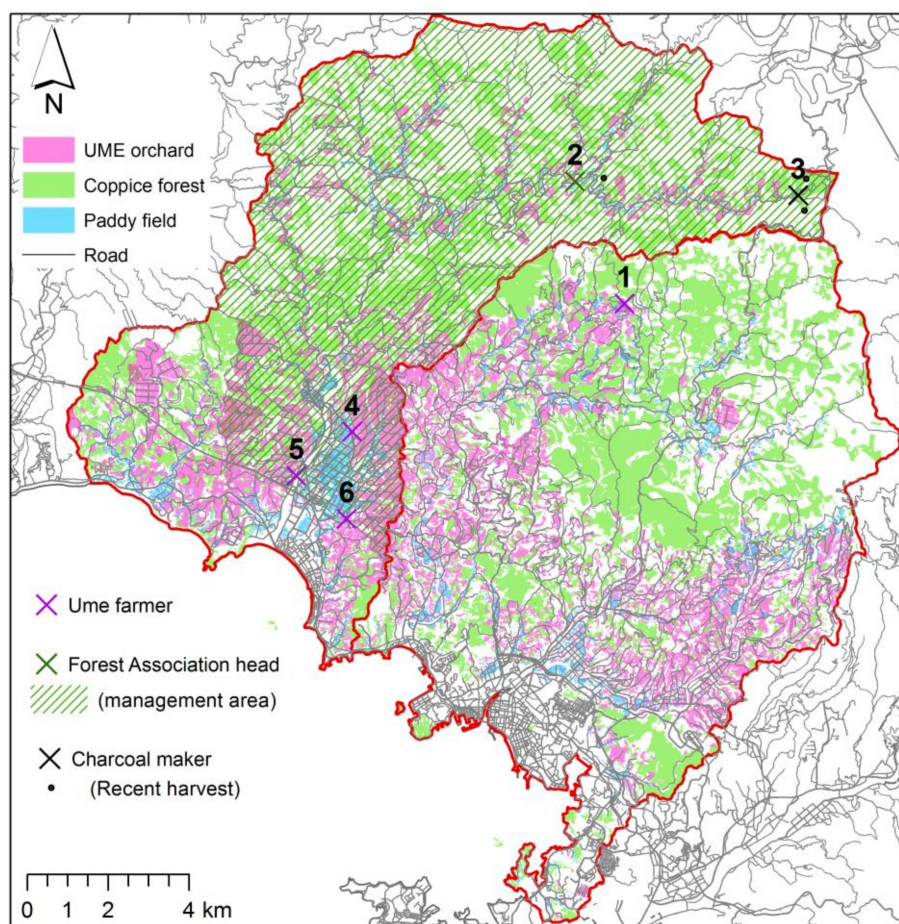 N
UME orchard
Coppice forest
Paddy field
Road
2
3
1
4
5
6
Ume farmer
Forest Association head
(management area)
Charcoal maker
(Recent harvest)
0 1 2 4 km